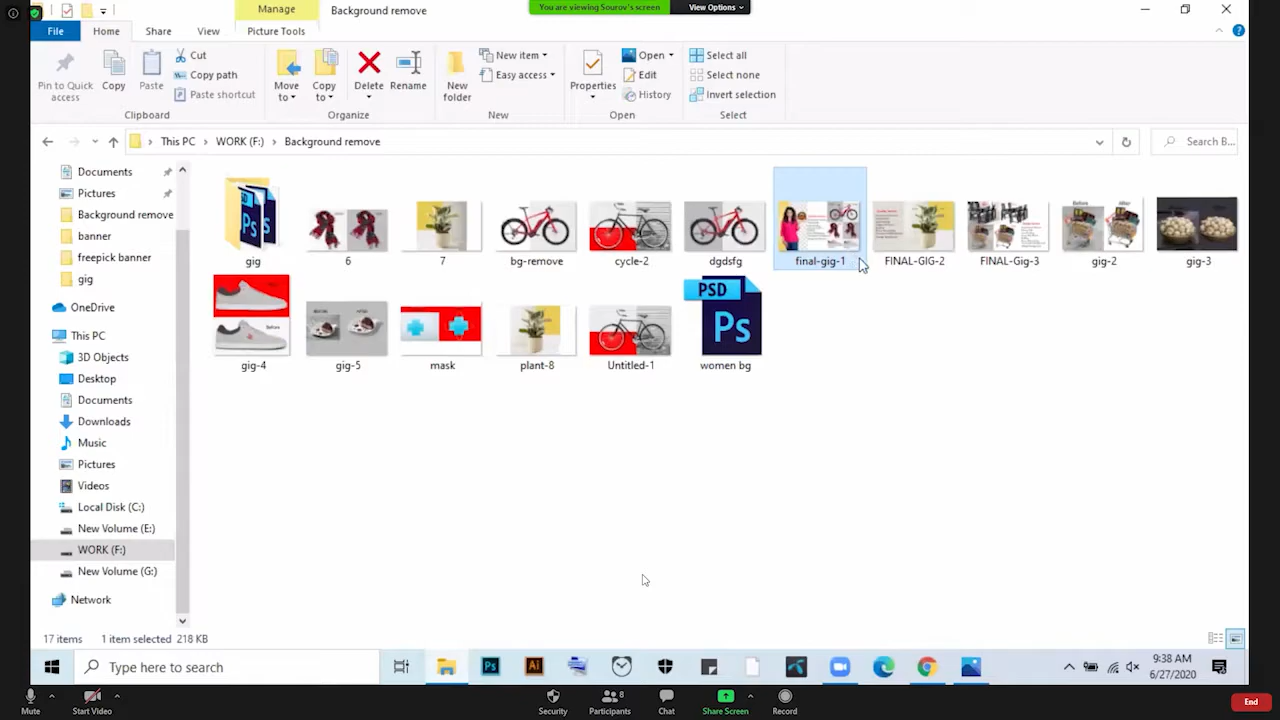 Manage
Background remove
You are viewing Sourov's screen
View Options
File
Home
Share
View
Picture Tools
Pin to Quick access
Copy
Paste
Cut
Copy path
Paste shortcut
Clipboard
Move to
Copy to
Delete
Rename
Organize
New folder
New item
Easy access
New
Properties
Open
Edit
History
Open
Select all
Select none
Invert selection
Select
This PC
WORK (F:)
Background remove
Search B...
Documents
Pictures
Background remove
banner
freepick banner
gig
OneDrive
This PC
3D Objects
Desktop
Documents
Downloads
Music
Pictures
Videos
Local Disk (C:)
New Volume (E:)
WORK (F:)
New Volume (G:)
Network
gig
6
7
bg-remove
cycle-2
dgdsfg
final-gig-1
FINAL-GIG-2
FINAL-Gig-3
Before
After
gig-2
gig-3
Before
gig-4
gig-5
mask
plant-8
Untitled-1
PSD
Ps
women bg
17 items
1 item selected 218 KB
Type here to search
Ps
Ai
9:38 AM
6/27/2020
Mute
Start Video
Security
8
Participants
Chat
Share Screen
Record
End